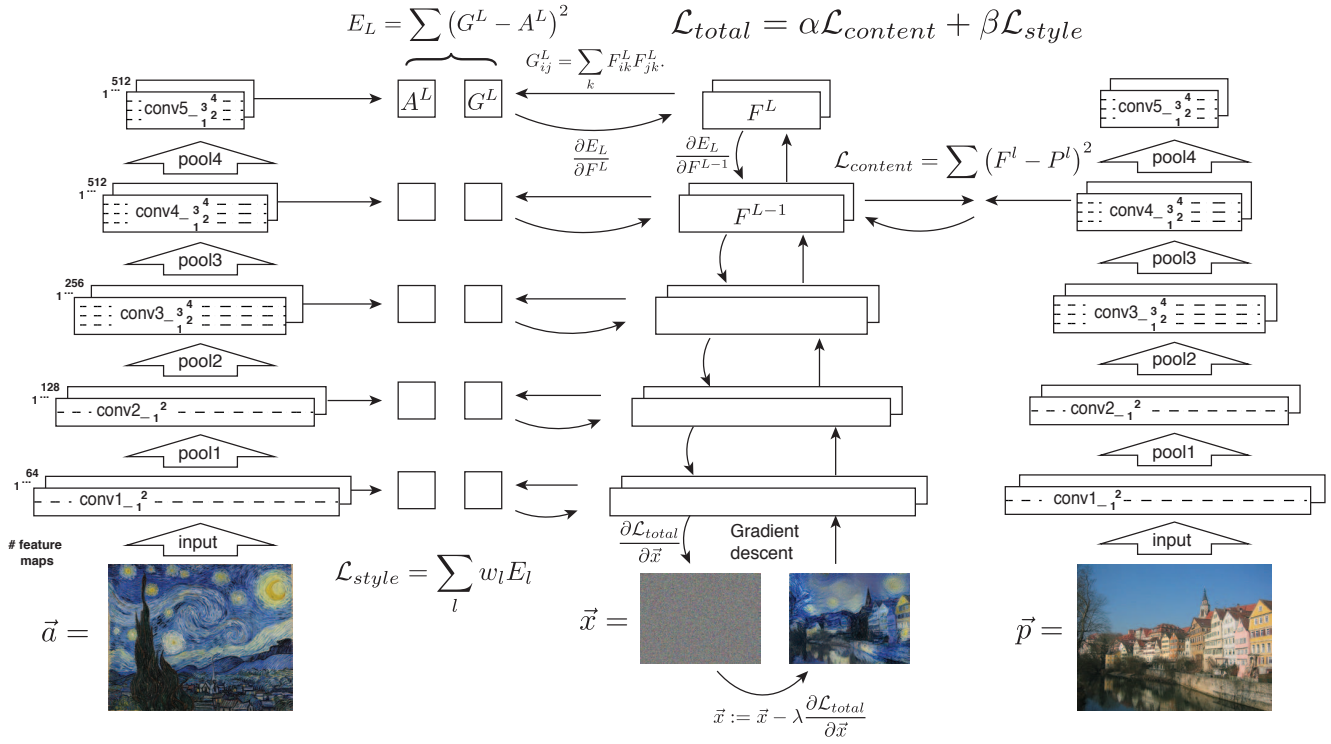 E_L = ∑ (G^L − A^L)^2
ℒ_total = αℒ_content + βℒ_style
G^L_ij = ∑_k F^L_ik F^L_jk.
1...512
conv5_ 1 2 3 4
A^L
G^L
F^L
conv5_ 1 2 3 4
∂E_L/∂F^L
∂E_L/∂F^{L−1}
ℒ_content = ∑ (F^l − P^l)^2
pool4
pool4
1...512
conv4_ 1 2 3 4
F^{L−1}
conv4_ 1 2 3 4
pool3
pool3
1...256
conv3_ 1 2 3 4
conv3_ 1 2 3 4
pool2
pool2
1...128
conv2_ 1 2
conv2_ 1 2
pool1
pool1
1...64
conv1_ 1 2
conv1_ 1 2
# feature
maps
input
∂ℒ_total/∂x⃗
Gradient
descent
input
ℒ_style = ∑_l w_l E_l
a⃗ =
x⃗ =
p⃗ =
x⃗ := x⃗ − λ ∂ℒ_total/∂x⃗